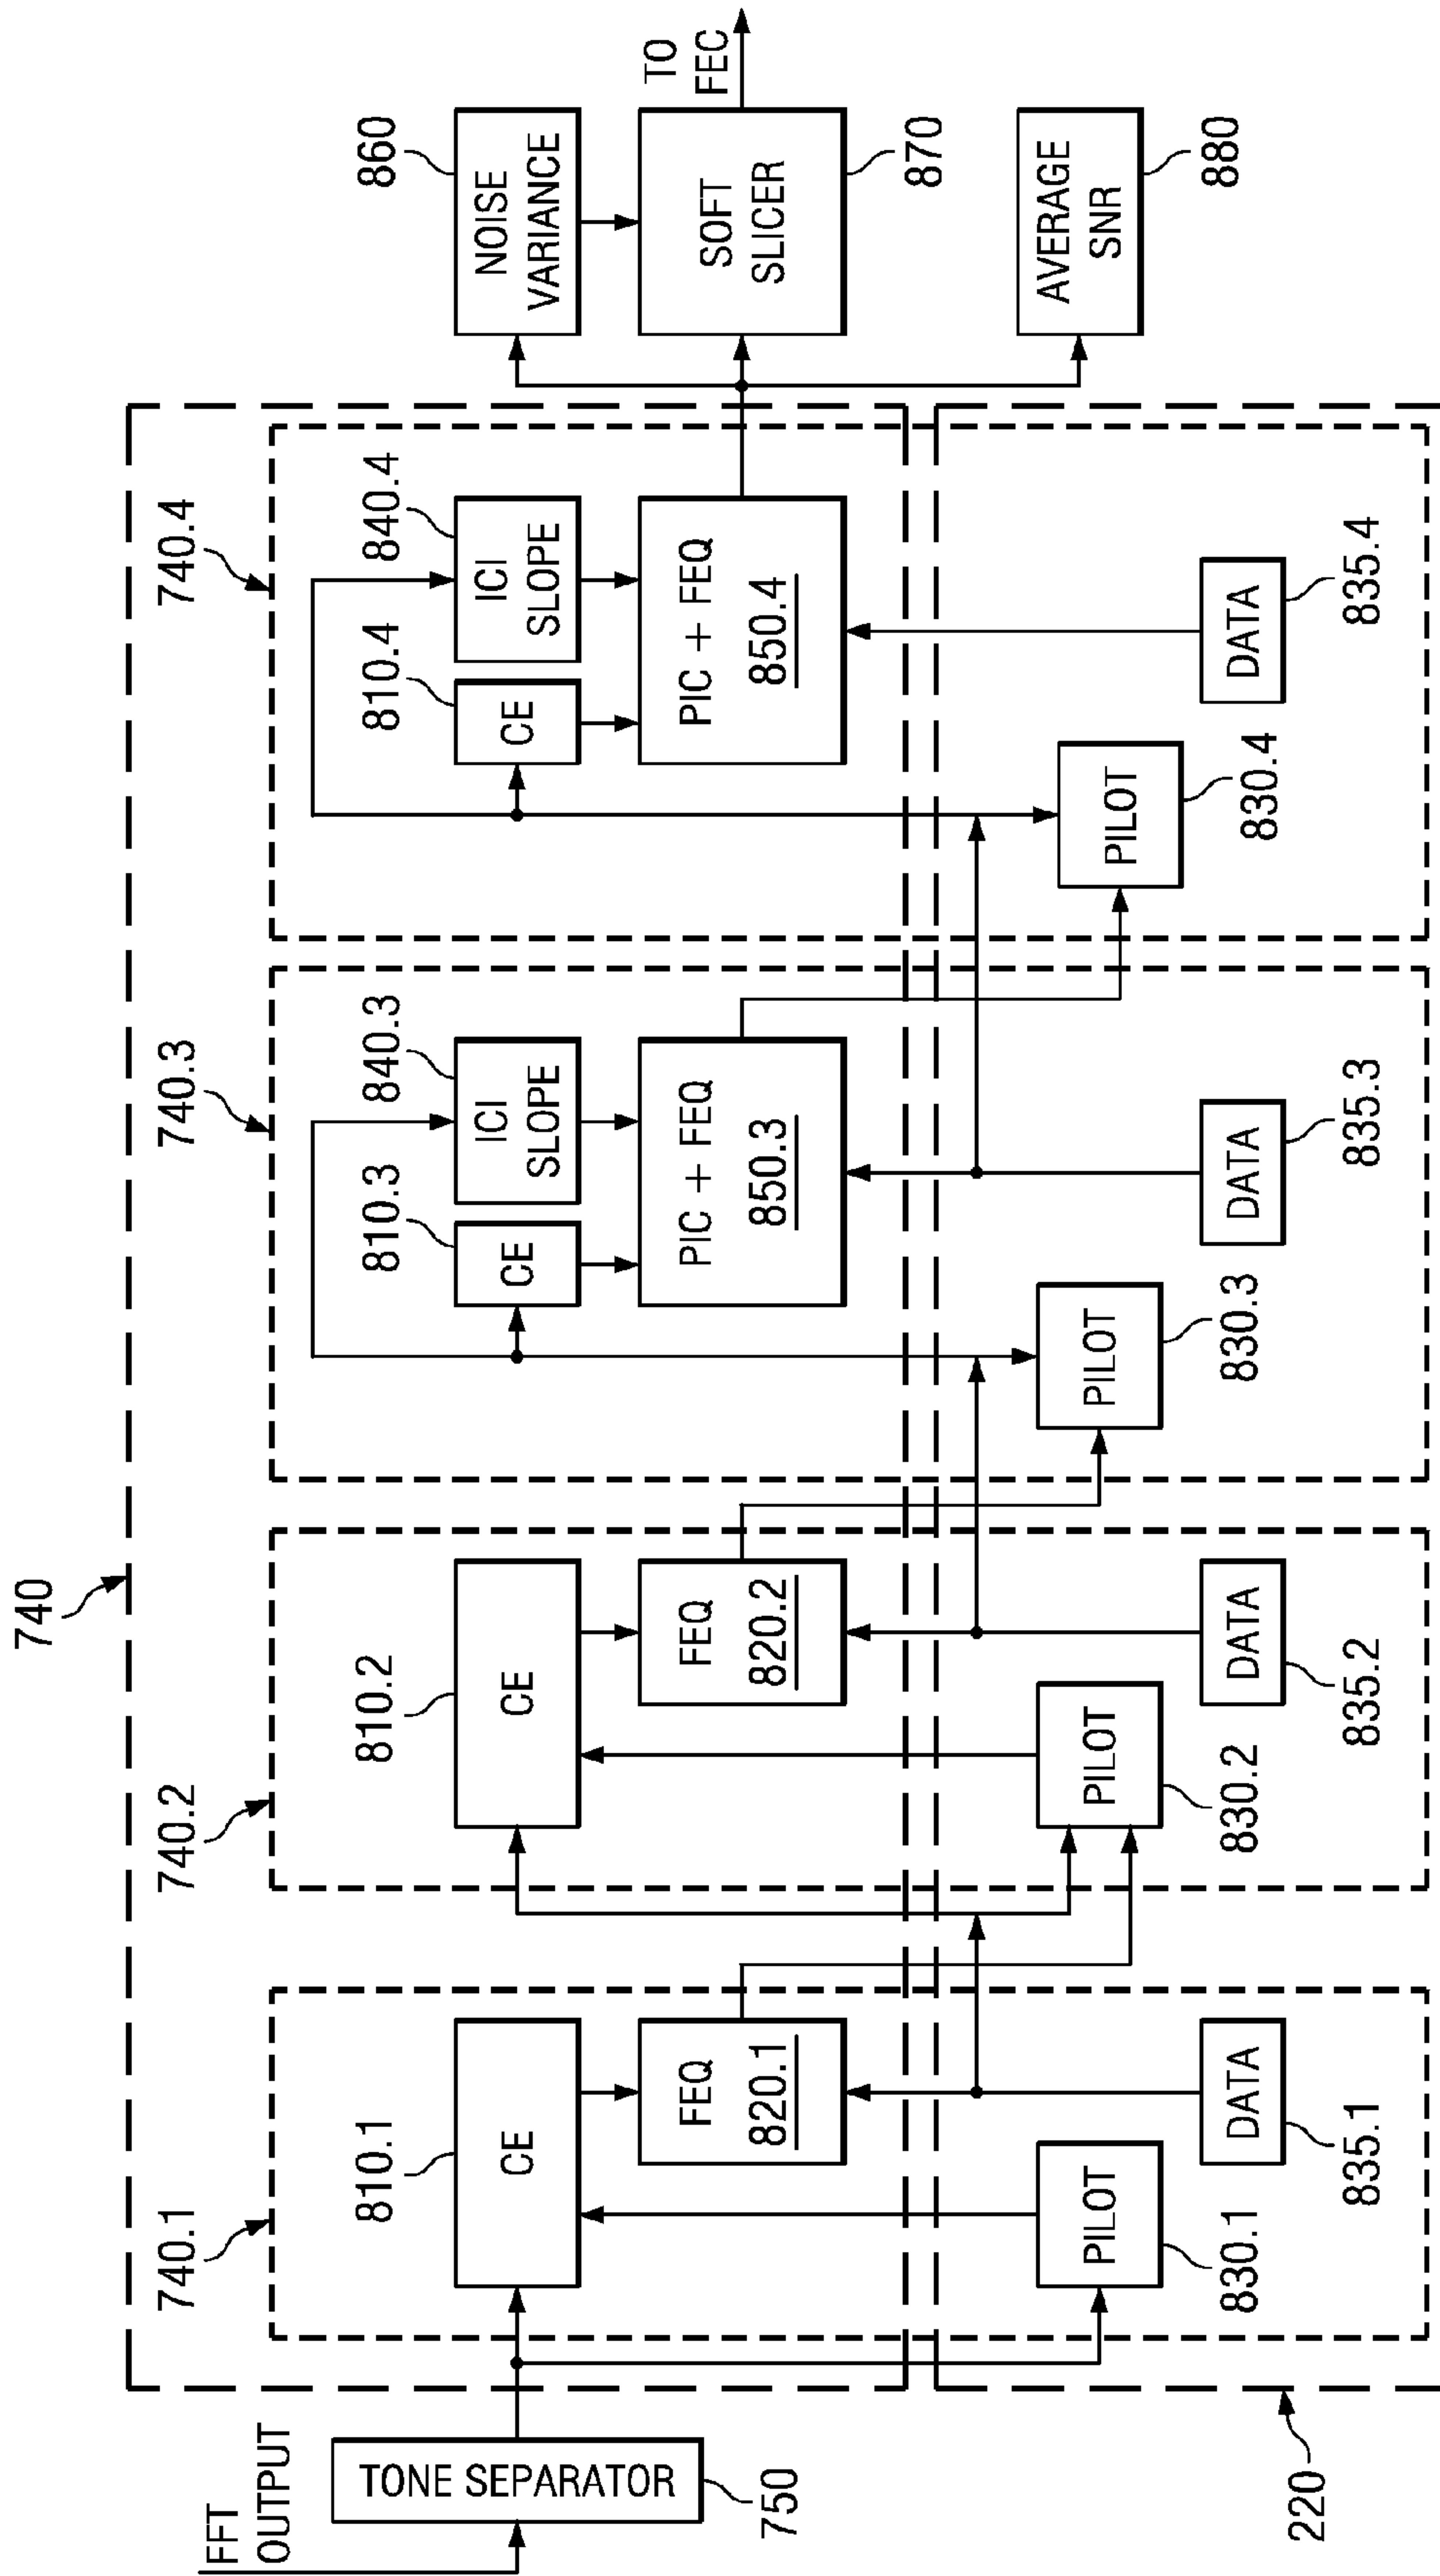 FFT
OUTPUT
TONE SEPARATOR
750
740
220
740.1
810.1
CE
FEQ
820.1
PILOT
830.1
DATA
835.1
740.2
810.2
CE
FEQ
820.2
PILOT
830.2
DATA
835.2
740.3
810.3
CE
840.3
ICI
SLOPE
PIC + FEQ
850.3
PILOT
830.3
DATA
835.3
740.4
810.4
CE
840.4
ICI
SLOPE
PIC + FEQ
850.4
PILOT
830.4
DATA
835.4
860
NOISE
VARIANCE
SOFT
SLICER
870
TO
FEC
AVERAGE
SNR
880